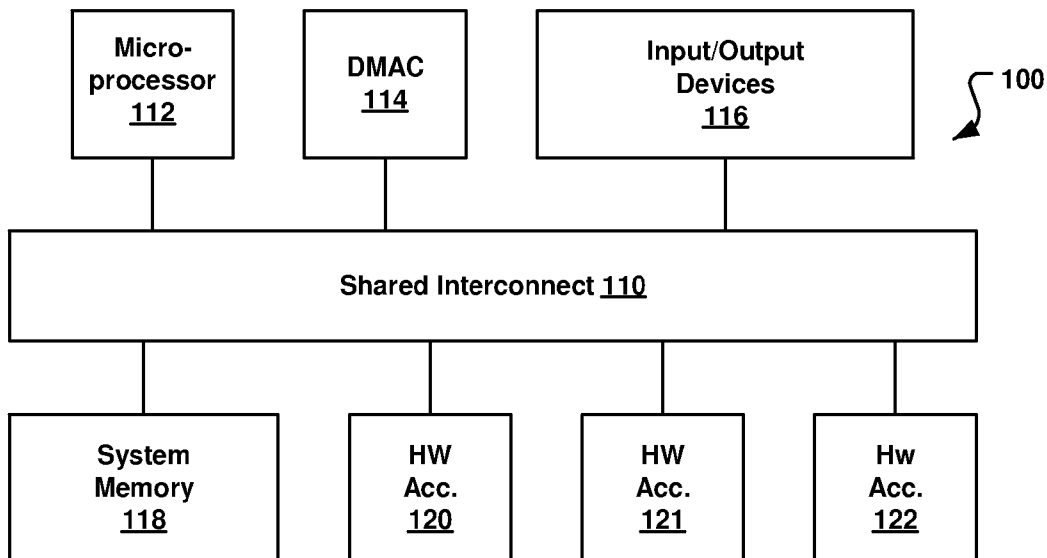 Micro-
processor
112
DMAC
114
Input/Output
Devices
116
100
Shared Interconnect 110
System
Memory
118
HW
Acc.
120
HW
Acc.
121
Hw
Acc.
122